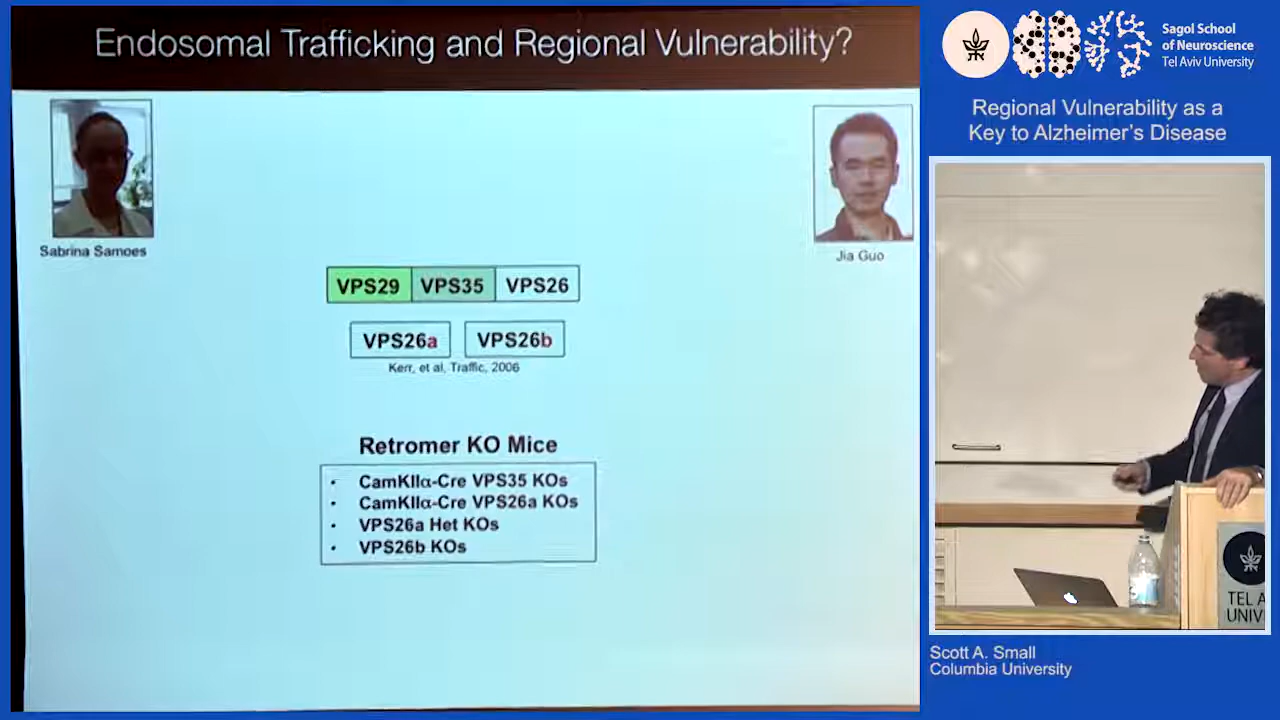 Endosomal Trafficking and Regional Vulnerability?
Sabrina Samoes
Jia Guo
VPS29 VPS35 VPS26
VPS26a VPS26b
Kerr, et al, Traffic, 2006
Retromer KO Mice
• CamKIIα-Cre VPS35 KOs
• CamKIIα-Cre VPS26a KOs
• VPS26a Het KOs
• VPS26b KOs
Sagol School
of Neuroscience
Tel Aviv University
Regional Vulnerability as a
Key to Alzheimer's Disease
TEL A
UNIV
Scott A. Small
Columbia University